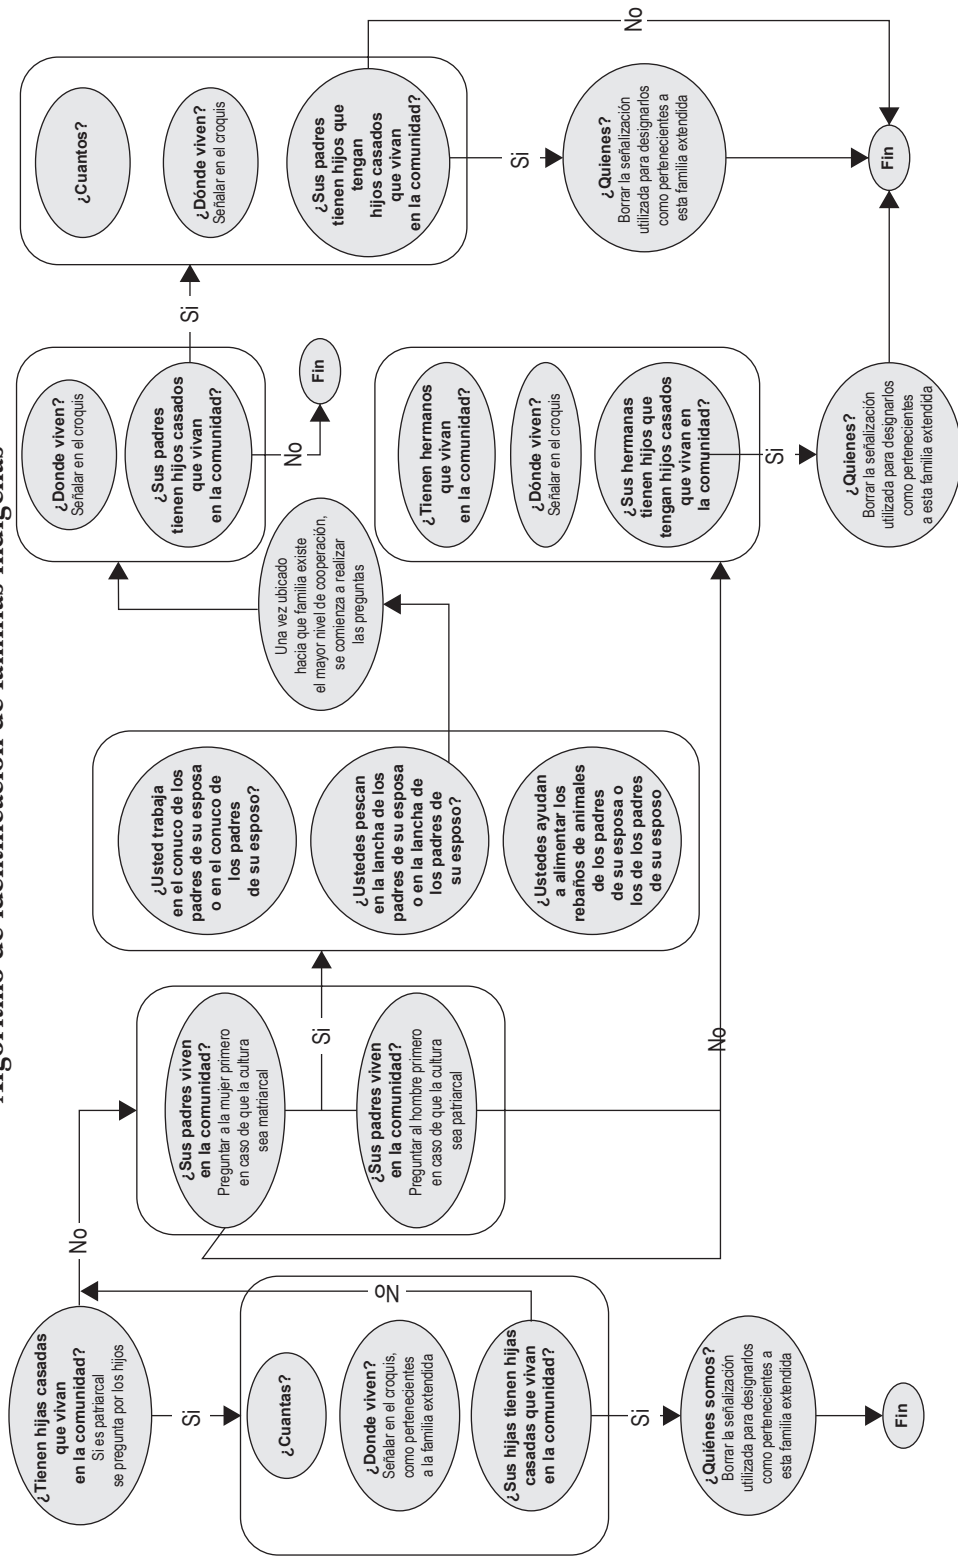 Algoritmo de identificación de familias indígenas
¿Tienen hijas casadas
que vivan
en la comunidad?
Si es patriarcal
se pregunta por los hijos
No
Si
¿Cuantas?
¿Donde viven?
Señalar en el croquis,
como pertenecientes
a la familia extendida
¿Sus hijas tienen hijas
casadas que vivan
en la comunidad?
No
Si
¿Quiénes somos?
Borrar la señalización
utilizada para designarlos
como pertenecientes a
esta familia extendida
Fin
¿Sus padres viven
en la comunidad?
Preguntar a la mujer primero
en caso de que la cultura
sea matriarcal
Si
¿Sus padres viven
en la comunidad?
Preguntar al hombre primero
en caso de que la cultura
sea patriarcal
No
¿Usted trabaja
en el conuco de los
padres de su esposa
o en el conuco de
los padres
de su esposo?
¿Ustedes pescan
en la lancha de los
padres de su esposa
o en la lancha de
los padres de
su esposo?
¿Ustedes ayudan
a alimentar los
rebaños de animales
de los padres
de su esposa o
los de los padres
de su esposo
Una vez ubicado
hacia que familia existe
el mayor nivel de cooperación,
se comienza a realizar
las preguntas
¿Donde viven?
Señalar en el croquis
¿Sus padres
tienen hijos casados
que vivan
en la comunidad?
Si
No
Fin
¿Tienen hermanos
que vivan
en la comunidad?
¿Dónde viven?
Señalar en el croquis
¿Sus hermanas
tienen hijos que
tengan hijos casados
que vivan en
la comunidad?
Si
¿Quienes?
Borrar la señalización
utilizada para designarlos
como pertenecientes
a esta familia extendida
¿Cuantos?
¿Dónde viven?
Señalar en el croquis
¿Sus padres
tienen hijos que
tengan
hijos casados
que vivan
en la comunidad?
No
Si
¿Quienes?
Borrar la señalización
utilizada para designarlos
como pertenecientes a
esta familia extendida
Fin